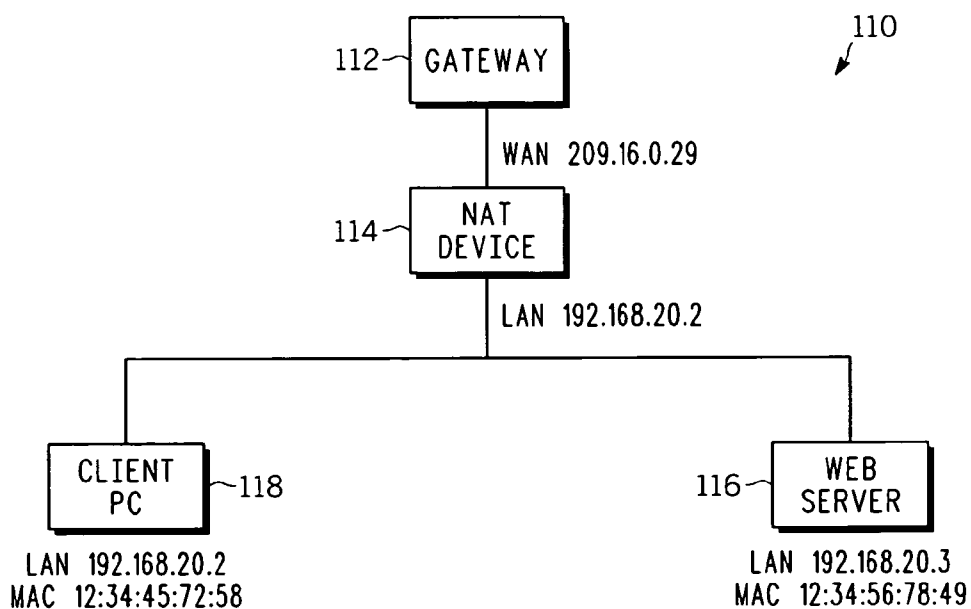 110
112
GATEWAY
WAN 209.16.0.29
114
NAT
DEVICE
LAN 192.168.20.2
CLIENT
PC
118
116
WEB
SERVER
LAN 192.168.20.2
MAC 12:34:45:72:58
LAN 192.168.20.3
MAC 12:34:56:78:49